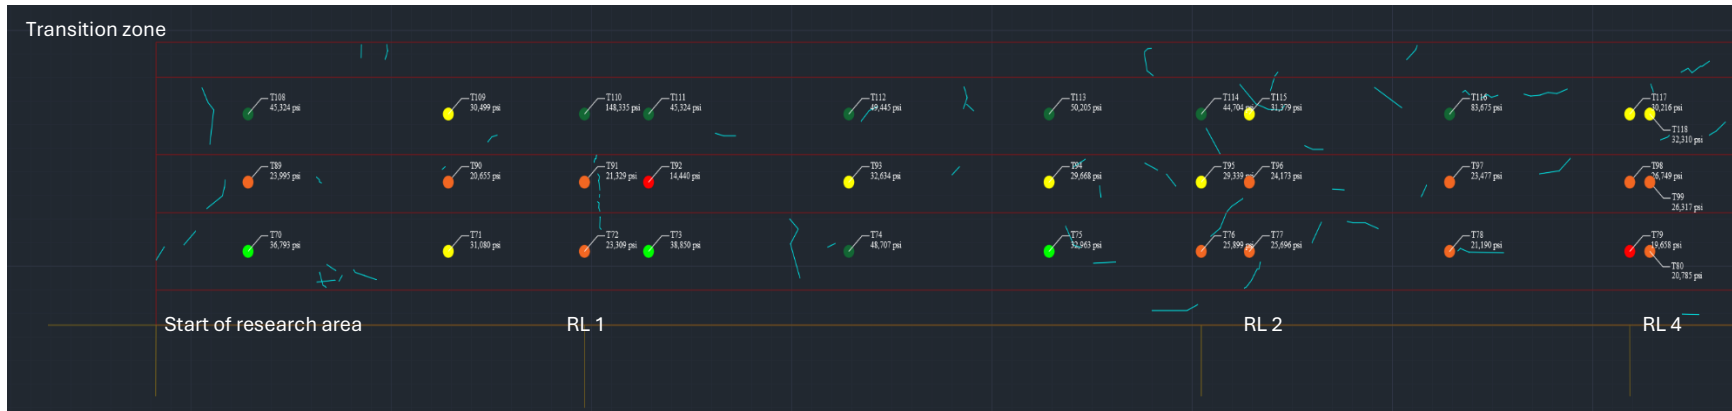 Transition zone
T108
45,324 psi
T109
30,499 psi
T110
148,335 psi
T111
45,324 psi
T112
49,445 psi
T113
50,205 psi
T114
44,704 psi
T115
31,379 psi
T116
83,675 psi
T117
30,216 psi
T118
32,310 psi
T89
23,995 psi
T90
20,655 psi
T91
21,329 psi
T92
14,440 psi
T93
32,634 psi
T94
29,668 psi
T95
29,339 psi
T96
24,173 psi
T97
23,477 psi
T98
26,749 psi
T99
26,317 psi
T70
36,793 psi
T71
31,080 psi
T72
23,309 psi
T73
38,850 psi
T74
48,707 psi
T75
32,963 psi
T76
25,899 psi
T77
25,696 psi
T78
21,190 psi
T79
19,658 psi
T80
20,785 psi
Start of research area
RL 1
RL 2
RL 4